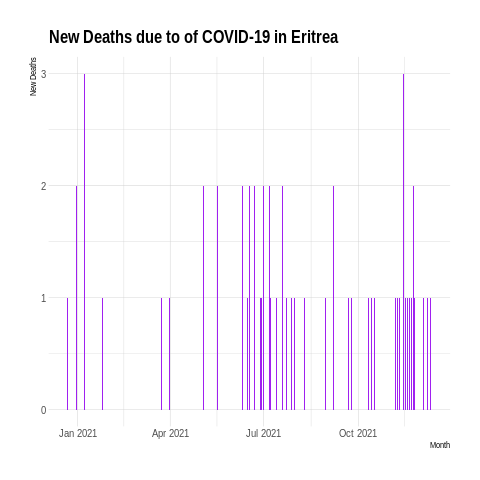 New Deaths due to of COVID-19 in Eritrea
New Deaths
3
2
1
0
Jan 2021 Apr 2021 Jul 2021 Oct 2021
Month